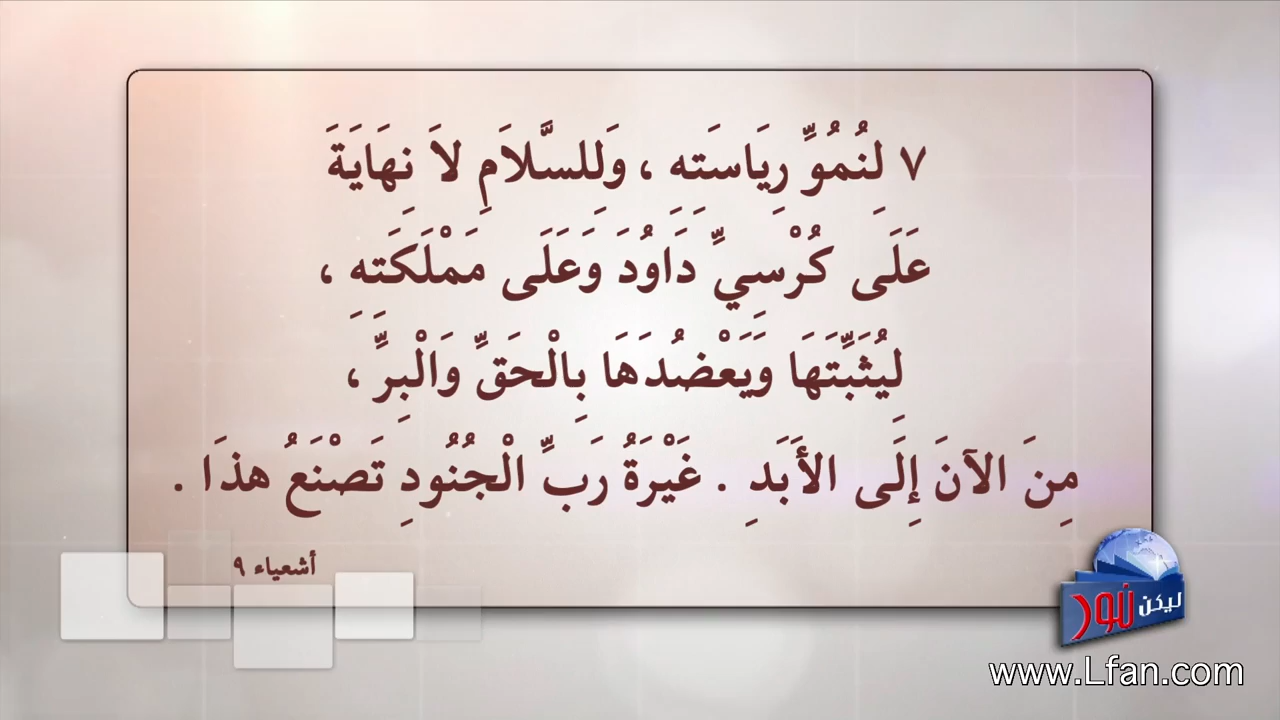 ٧ لِنُمُوِّ رِيَاسَتِهِ ، وَلِلسَّلاَمِ لاَ نِهَايَةَ
عَلَى كُرْسِيِّ دَاوُدَ وَعَلَى مَمْلَكَتِهِ ،
لِيُثَبِّتَهَا وَيَعْضُدَهَا بِالْحَقِّ وَالْبِرِّ ،
مِنَ الآنَ إِلَى الأَبَدِ . غَيْرَةُ رَبِّ الْجُنُودِ تَصْنَعُ هذَا .
أشعياء ٩
ليكن نور
www.Lfan.com